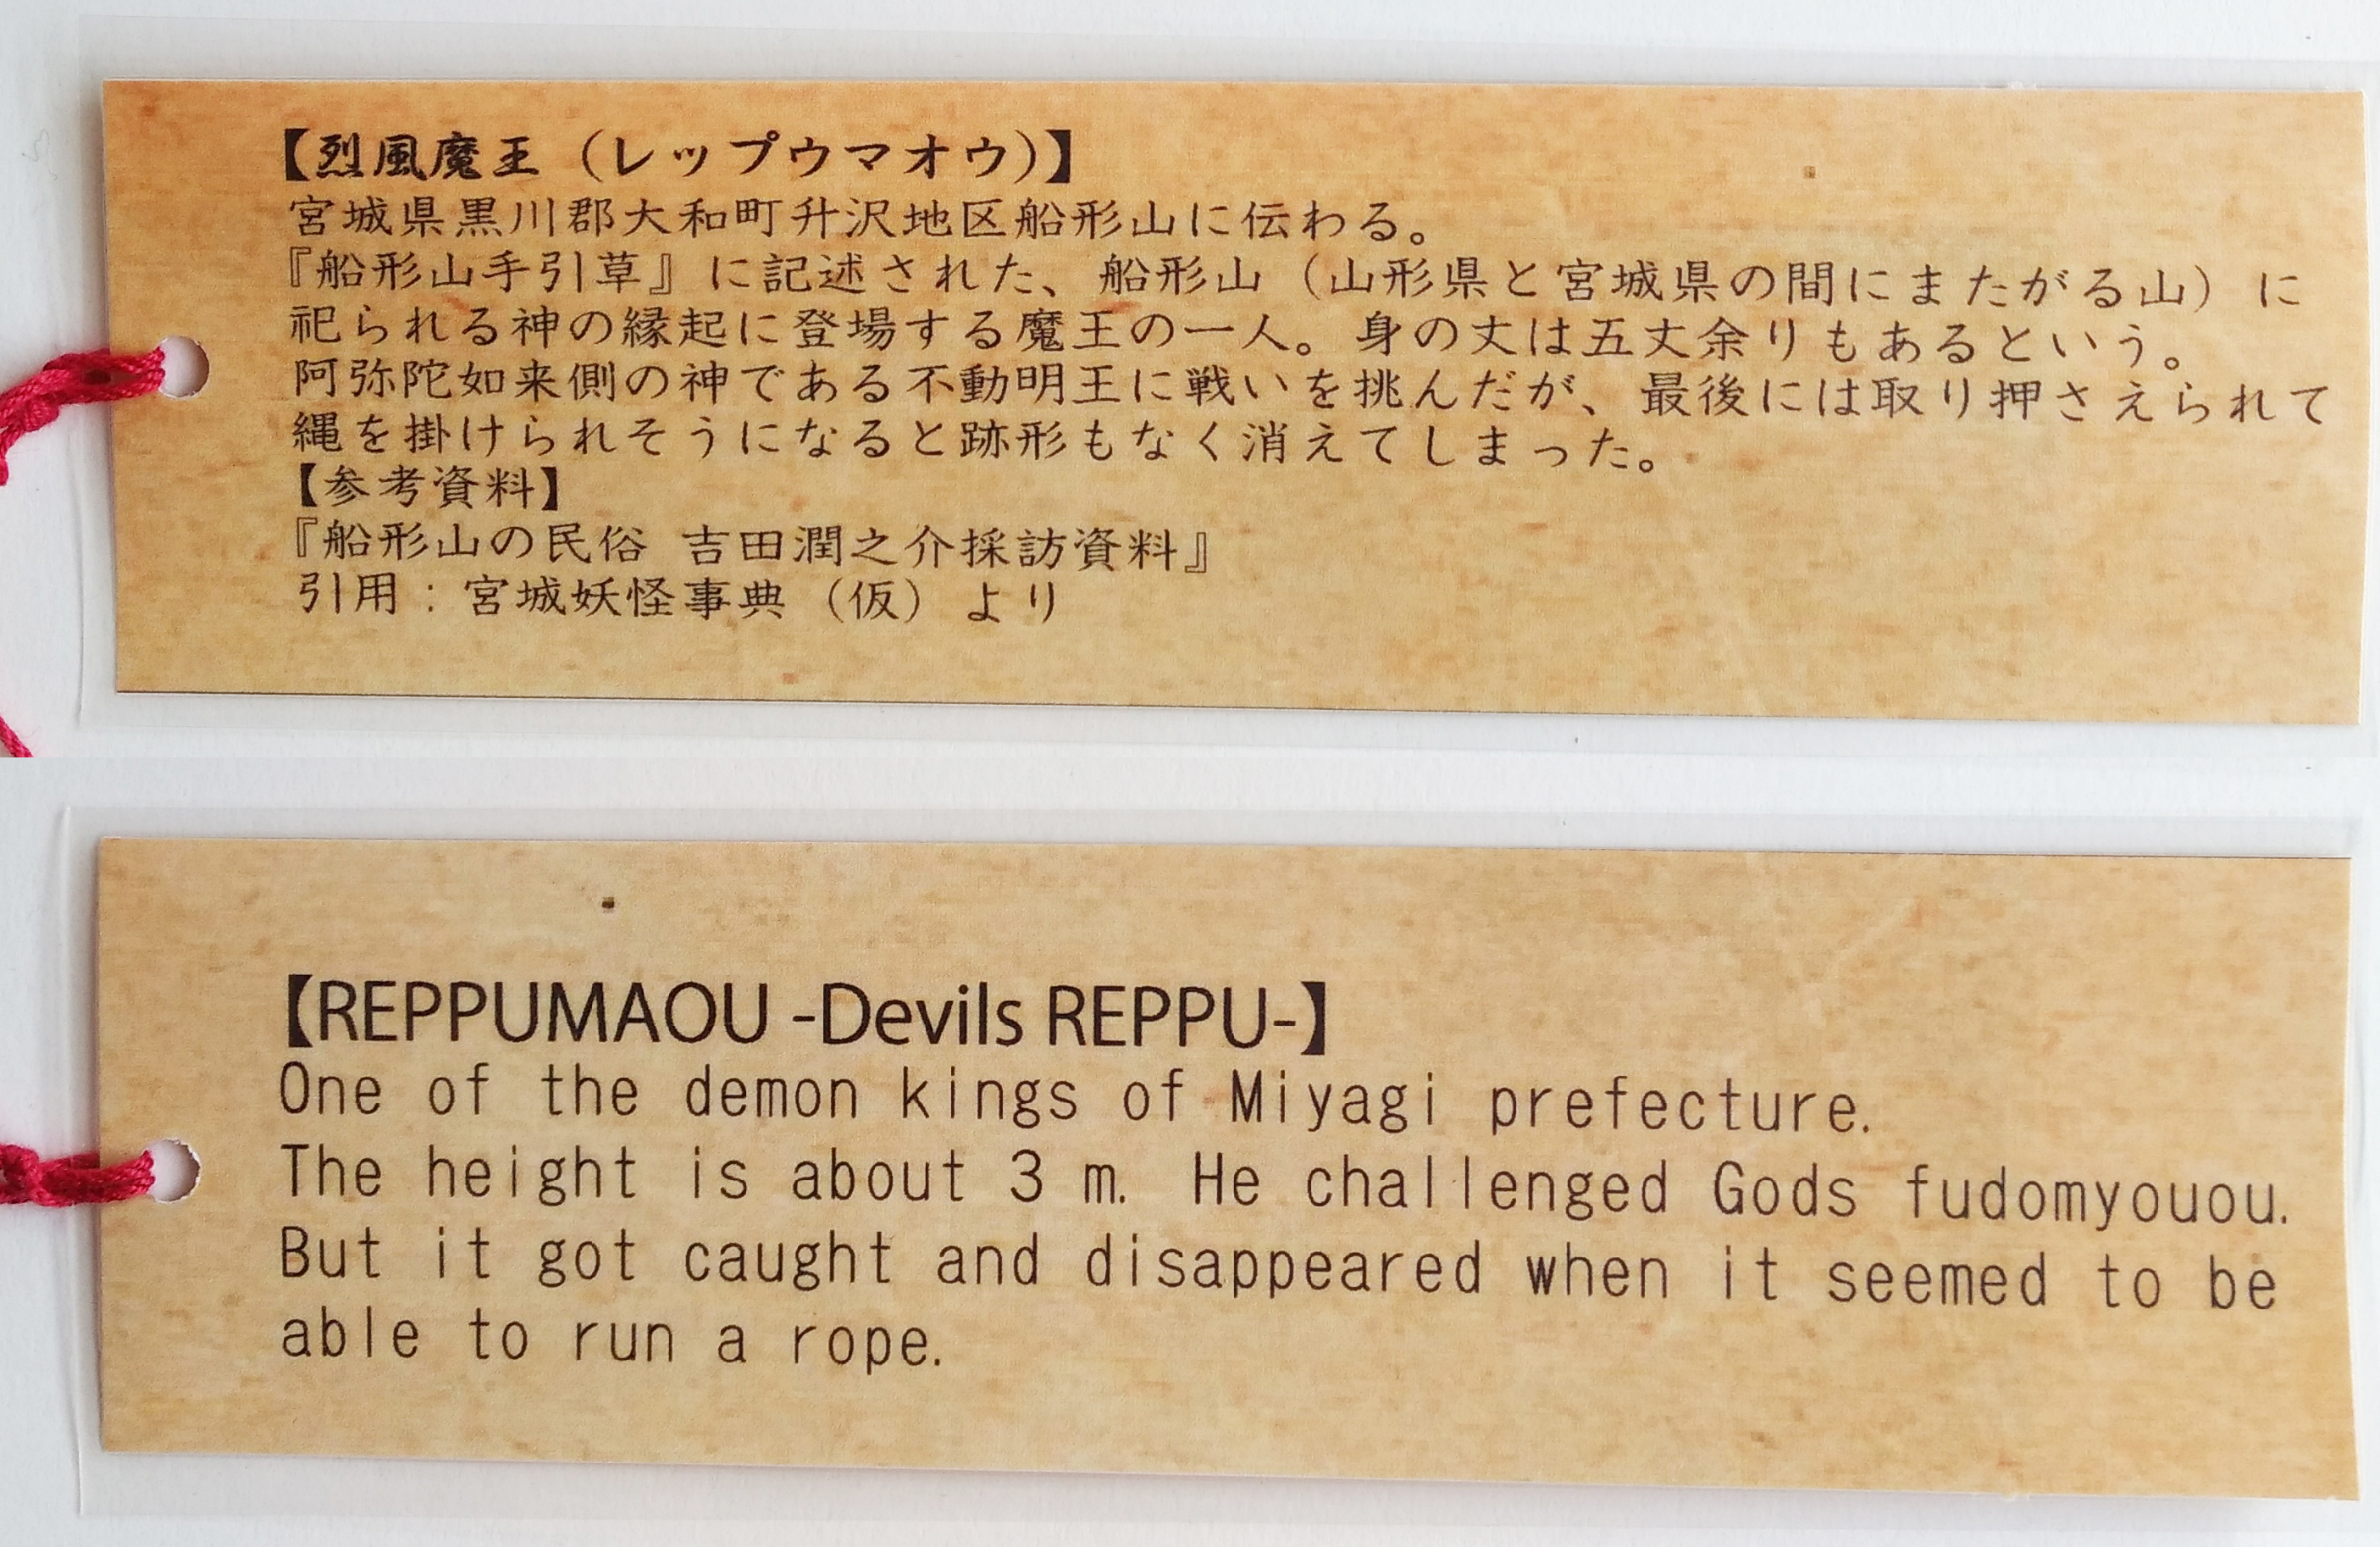 【烈風魔王（レップウマオウ）】
宮城県黒川郡大和町升沢地区船形山に伝わる。
『船形山手引草』に記述された、船形山（山形県と宮城県の間にまたがる山）に
祀られる神の縁起に登場する魔王の一人。身の丈は五丈余りもあるという。
阿弥陀如来側の神である不動明王に戦いを挑んだが、最後には取り押さえられて
縄を掛けられそうになると跡形もなく消えてしまった。
【参考資料】
『船形山の民俗 吉田潤之介採訪資料』
引用：宮城妖怪事典（仮）より
【REPPUMAOU -Devils REPPU-】
One of the demon kings of Miyagi prefecture.
The height is about 3 m. He challenged Gods fudomyouou.
But it got caught and disappeared when it seemed to be
able to run a rope.